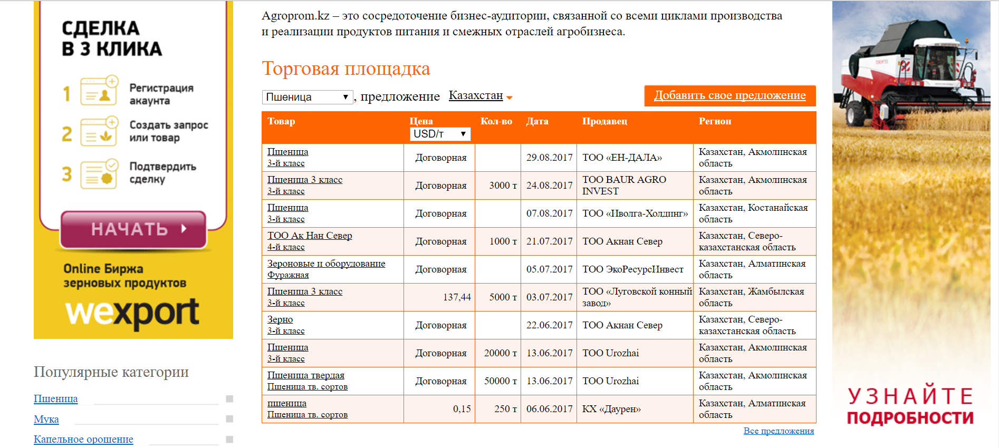 СДЕЛКА
В 3 КЛИКА
1 Регистрация
акаунта
2 Создать запрос
или товар
3 Подтвердить
сделку
НАЧАТЬ
Online Биржа
зерновых продуктов
wexport
Популярные категории
Пшеница
Мука
Капельное орошение
Agroprom.kz – это сосредоточение бизнес-аудитории, связанной со всеми циклами производства
и реализации продуктов питания и смежных отраслей агробизнеса.
Торговая площадка
Пшеница , предложение Казахстан Добавить свое предложение
Товар Цена Кол-во Дата Продавец Регион
USD/т
Пшеница
3-й класс Договорная 29.08.2017 ТОО «ЕН-ДАЛА» Казахстан, Акмолинская
область
Пшеница 3 класс
3-й класс Договорная 3000 т 24.08.2017 ТОО BAUR AGRO
INVEST Казахстан, Акмолинская
область
Пшеница
3-й класс Договорная 07.08.2017 ТОО «Иволга-Холдинг» Казахстан, Костанайская
область
ТОО Ак Нан Север
4-й класс Договорная 1000 т 21.07.2017 ТОО Акнан Север Казахстан, Северо-
казахстанская область
Зероновые и оборудование
Фуражная Договорная 05.07.2017 ТОО ЭкоРесурсИнвест Казахстан, Алматинская
область
Пшеница 3 класс
3-й класс 137,44 5000 т 03.07.2017 ТОО «Луговской конный
завод» Казахстан, Жамбылская
область
Зерно
3-й класс Договорная 22.06.2017 ТОО Акнан Север Казахстан, Северо-
казахстанская область
Пшеница
3-й класс Договорная 20000 т 13.06.2017 ТОО Urozhai Казахстан, Акмолинская
область
Пшеница твердая
Пшеница тв. сортов Договорная 50000 т 13.06.2017 ТОО Urozhai Казахстан, Акмолинская
область
пшеница
Пшеница тв. сортов 0,15 250 т 06.06.2017 КХ «Даурен» Казахстан, Алматинская
область
Все предложения
УЗНАЙТЕ
ПОДРОБНОСТИ